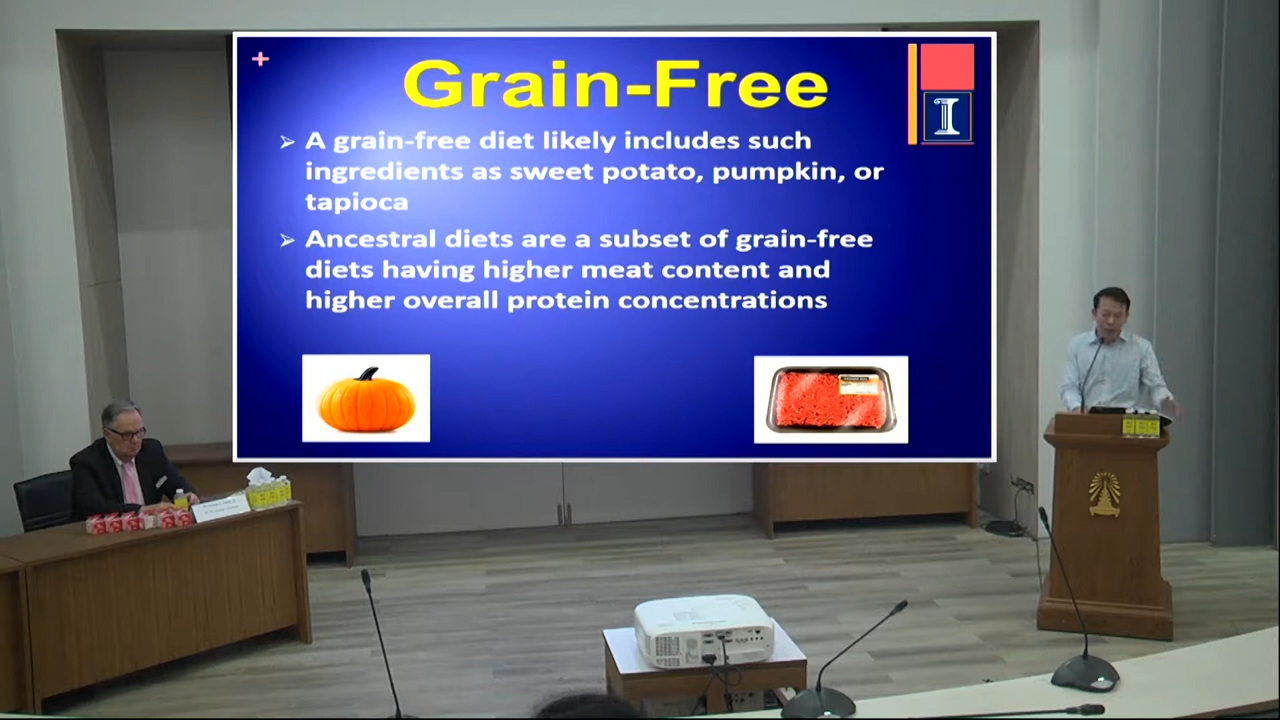 Grain-Free
I
A grain-free diet likely includes such
ingredients as sweet potato, pumpkin, or
tapioca
Ancestral diets are a subset of grain-free
diets having higher meat content and
higher overall protein concentrations